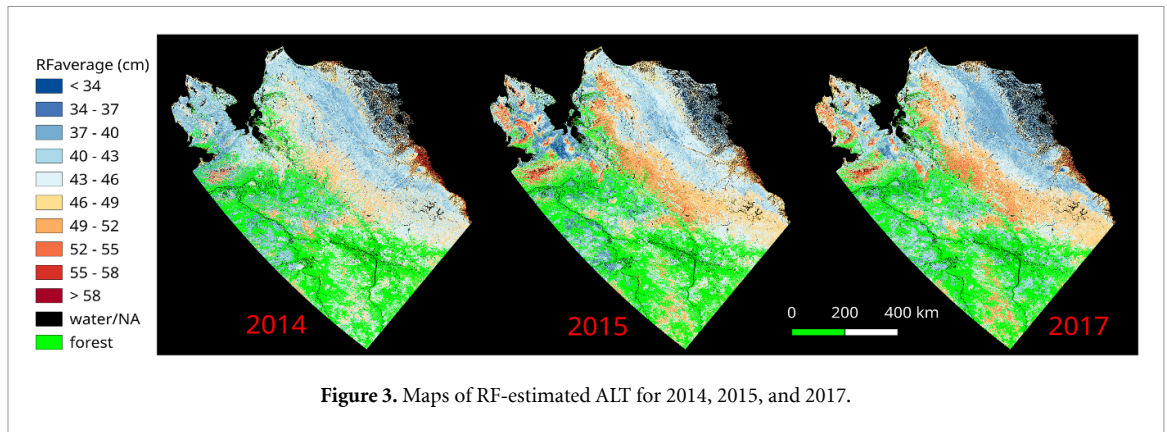 RFaverage (cm)
< 34
34 - 37
37 - 40
40 - 43
43 - 46
46 - 49
49 - 52
52 - 55
55 - 58
> 58
water/NA
forest
2014
2015
0 200 400 km
2017
Figure 3. Maps of RF-estimated ALT for 2014, 2015, and 2017.